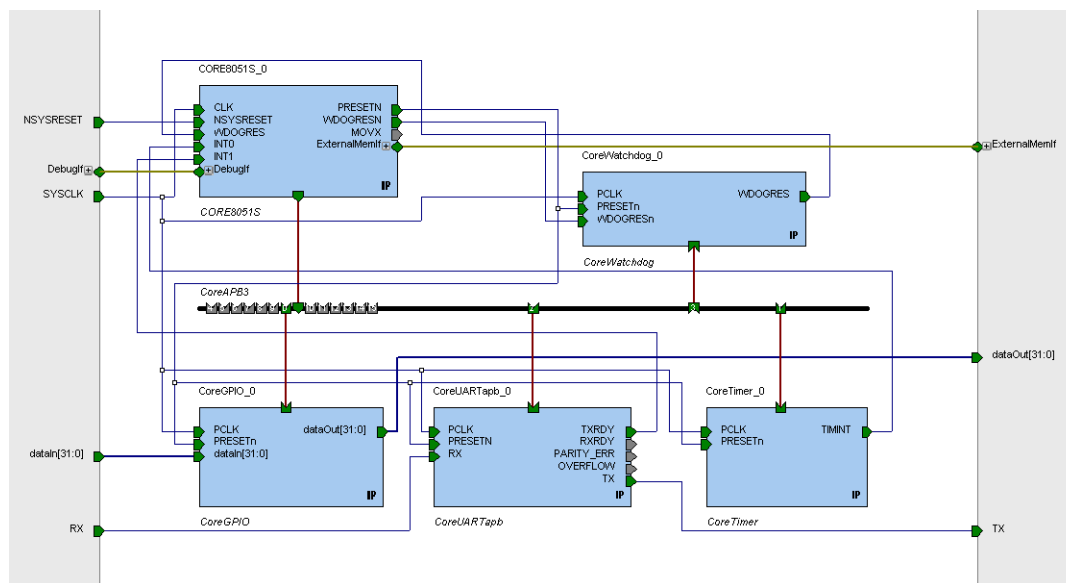 CORE8051S_0
CLK
NSYSRESET
WDOGRES
INT0
INT1
DebugIf
PRESETN
WDOGRESN
MOVX
ExternalMemIf
IP
CORE8051S
NSYSRESET
DebugIf
SYSCLK
ExternalMemIf
CoreWatchdog_0
PCLK
PRESETn
WDOGRESn
WDOGRES
IP
CoreWatchdog
CoreAPB3
dataOut[31:0]
CoreGPIO_0
PCLK
PRESETn
dataIn[31:0]
dataOut[31:0]
IP
CoreGPIO
CoreUARTapb_0
PCLK
PRESETN
RX
TXRDY
RXRDY
PARITY_ERR
OVERFLOW
TX
IP
CoreUARTapb
CoreTimer_0
PCLK
PRESETn
TIMINT
IP
CoreTimer
dataIn[31:0]
RX
TX